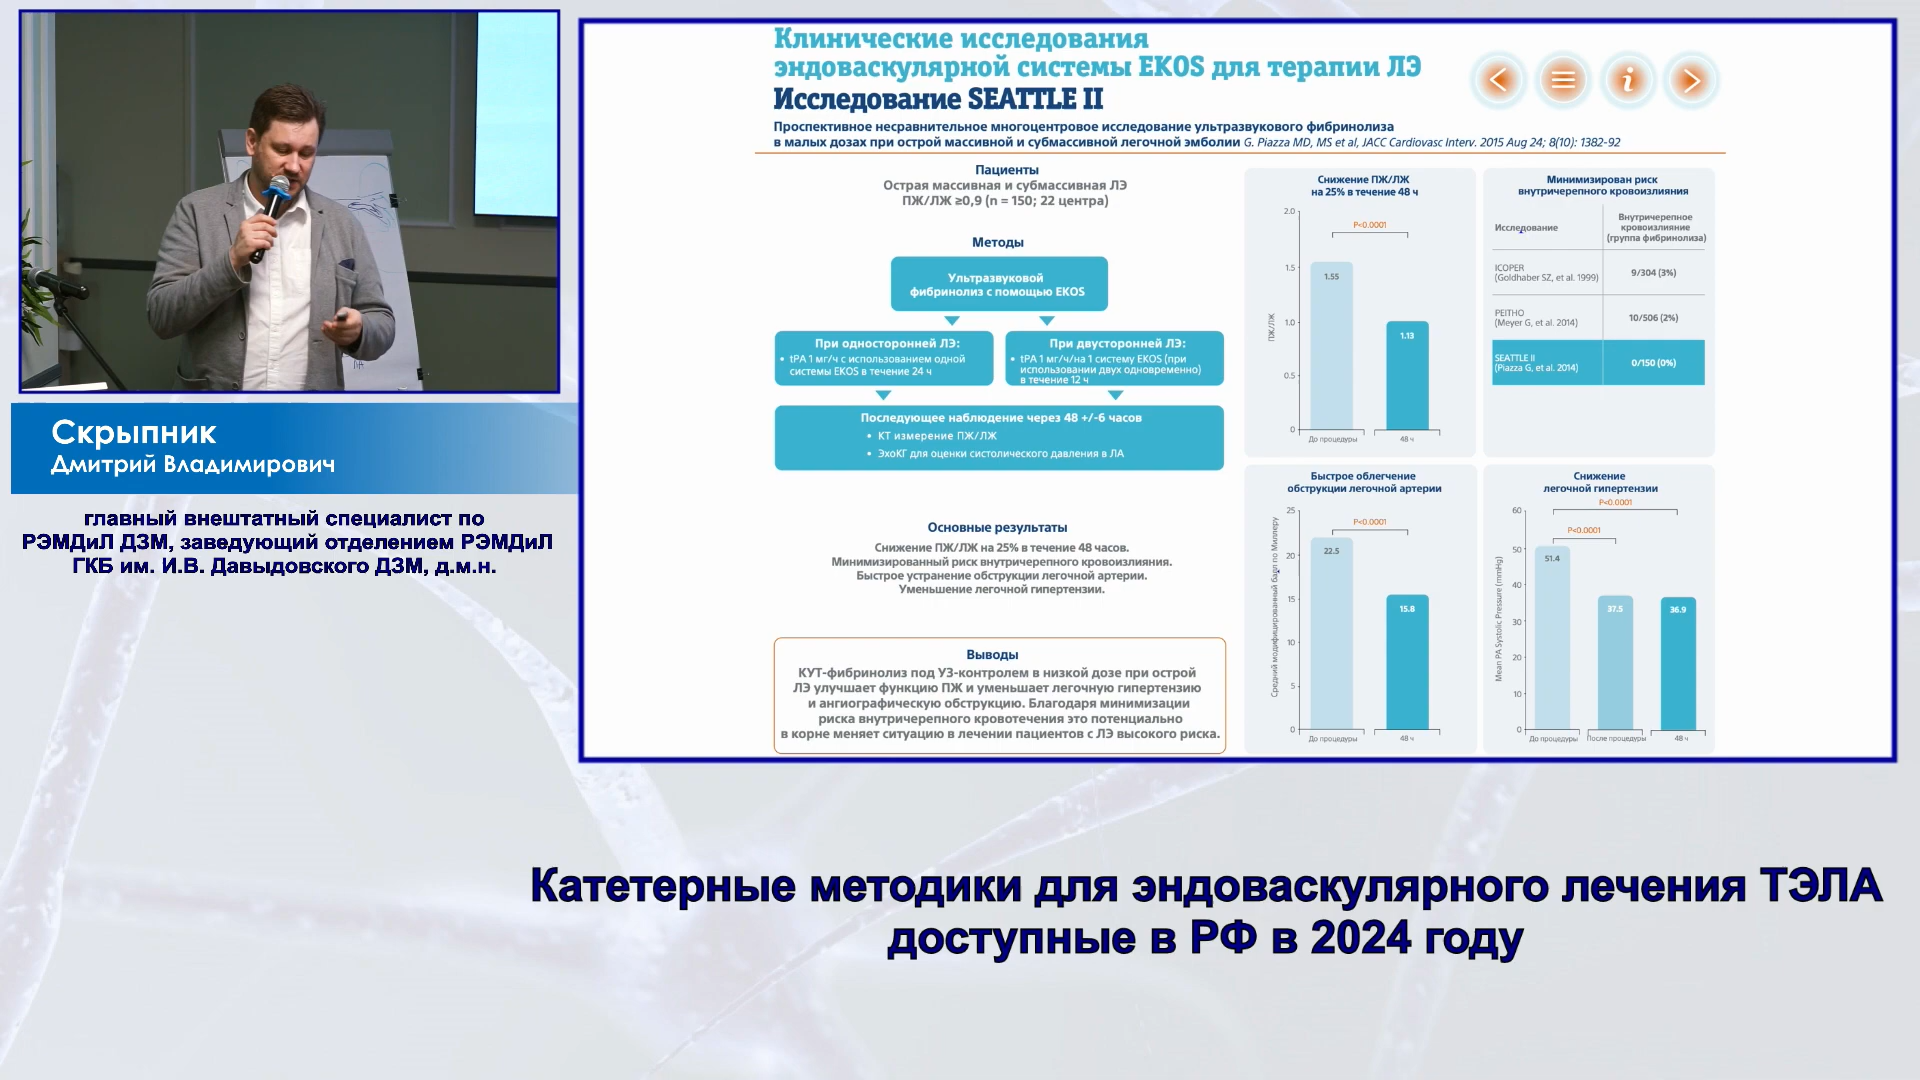 Клинические исследования
эндоваскулярной системы EKOS для терапии ЛЭ
Исследование SEATTLE II
Проспективное несравнительное многоцентровое исследование ультразвукового фибринолиза
в малых дозах при острой массивной и субмассивной легочной эмболии G. Piazza MD, MS et al, JACC Cardiovasc Interv. 2015 Aug 24; 8(10): 1382-92
Пациенты
Острая массивная и субмассивная ЛЭ
ПЖ/ЛЖ ≥0,9 (n = 150; 22 центра)
Методы
Ультразвуковой
фибринолиз с помощью EKOS
При односторонней ЛЭ:
• tPA 1 мг/ч с использованием одной
системы EKOS в течение 24 ч
При двусторонней ЛЭ:
• tPA 1 мг/ч/на 1 систему EKOS (при
использовании двух одновременно)
в течение 12 ч
Последующее наблюдение через 48 +/-6 часов
• КТ измерение ПЖ/ЛЖ
• ЭхоКГ для оценки систолического давления в ЛА
Основные результаты
Снижение ПЖ/ЛЖ на 25% в течение 48 часов.
Минимизированный риск внутричерепного кровоизлияния.
Быстрое устранение обструкции легочной артерии.
Уменьшение легочной гипертензии.
Выводы
КУТ-фибринолиз под УЗ-контролем в низкой дозе при острой
ЛЭ улучшает функцию ПЖ и уменьшает легочную гипертензию
и ангиографическую обструкцию. Благодаря минимизации
риска внутричерепного кровотечения это потенциально
в корне меняет ситуацию в лечении пациентов с ЛЭ высокого риска.
Снижение ПЖ/ЛЖ
на 25% в течение 48 ч
P<0.0001
ПЖ/ЛЖ
2.0
1.5
1.0
0.5
0
1.55
1.13
До процедуры
48 ч
Минимизирован риск
внутричерепного кровоизлияния
Исследование
Внутричерепное
кровоизлияние
(группа фибринолиза)
ICOPER
(Goldhaber SZ, et al. 1999)
9/304 (3%)
PEITHO
(Meyer G, et al. 2014)
10/506 (2%)
SEATTLE II
(Piazza G, et al. 2014)
0/150 (0%)
Быстрое облегчение
обструкции легочной артерии
P<0.0001
Средний модифицированный балл по Миллеру
25
20
15
10
5
0
22.5
15.8
До процедуры
48 ч
Снижение
легочной гипертензии
P<0.0001
P<0.0001
Mean PA Systolic Pressure (mmHg)
60
50
40
30
20
10
0
51.4
37.5
36.9
До процедуры
После процедуры
48 ч
Скрыпник
Дмитрий Владимирович
главный внештатный специалист по
РЭМДиЛ ДЗМ, заведующий отделением РЭМДиЛ
ГКБ им. И.В. Давыдовского ДЗМ, д.м.н.
Катетерные методики для эндоваскулярного лечения ТЭЛА
доступные в РФ в 2024 году